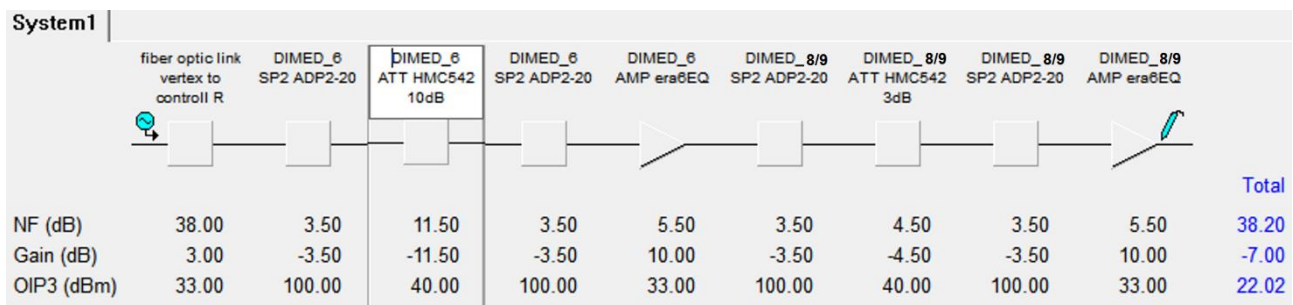 System1
fiber optic link vertex to controll R
DIMED_6 SP2 ADP2-20
DIMED_6 ATT HMC542 10dB
DIMED_6 SP2 ADP2-20
DIMED_6 AMP era6EQ
DIMED_8/9 SP2 ADP2-20
DIMED_8/9 ATT HMC542 3dB
DIMED_8/9 SP2 ADP2-20
DIMED_8/9 AMP era6EQ
Total
NF (dB) 38.00 3.50 11.50 3.50 5.50 3.50 4.50 3.50 5.50 38.20
Gain (dB) 3.00 -3.50 -11.50 -3.50 10.00 -3.50 -4.50 -3.50 10.00 -7.00
OIP3 (dBm) 33.00 100.00 40.00 100.00 33.00 100.00 40.00 100.00 33.00 22.02